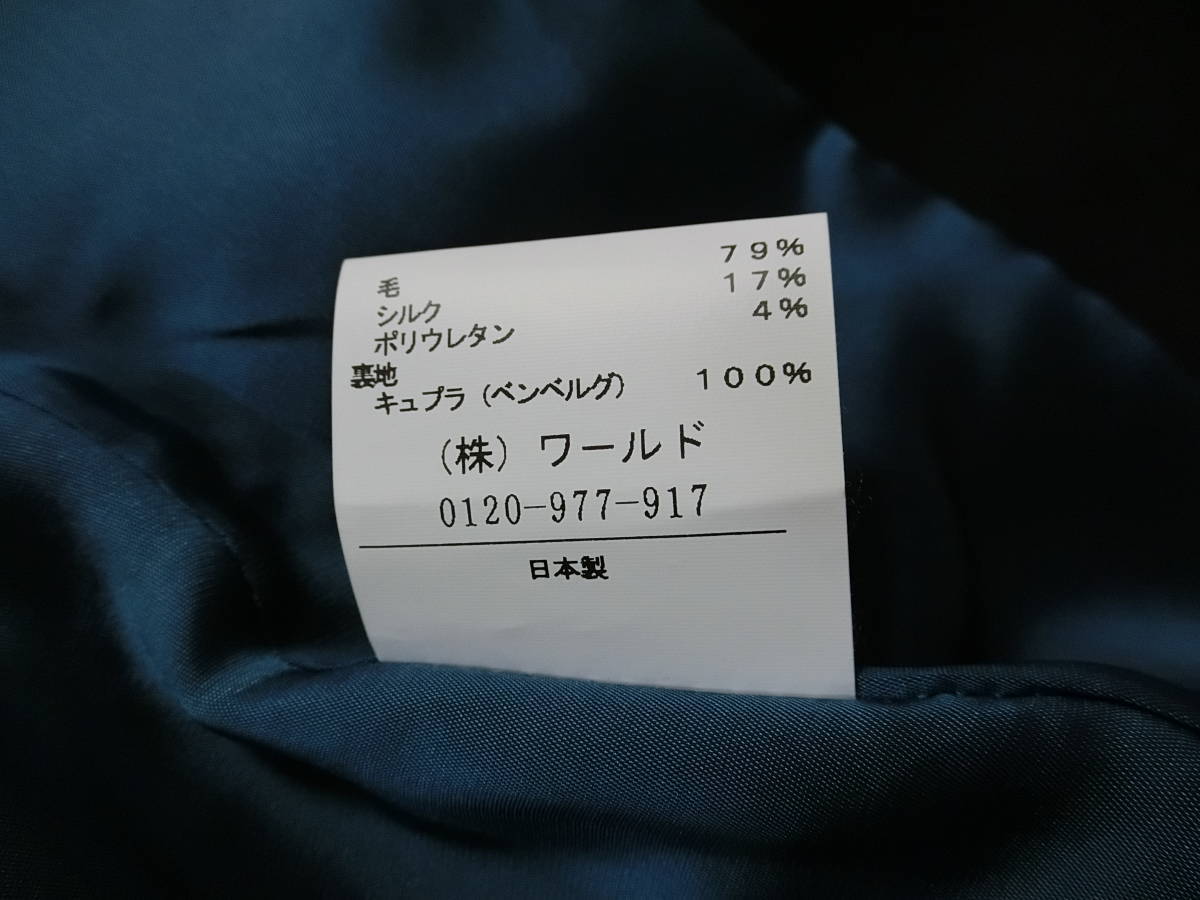 毛 79%
シルク 17%
ポリウレタン 4%
裏地
キュプラ(ベンベルグ) 100%
(株)ワールド
0120-977-917
日本製